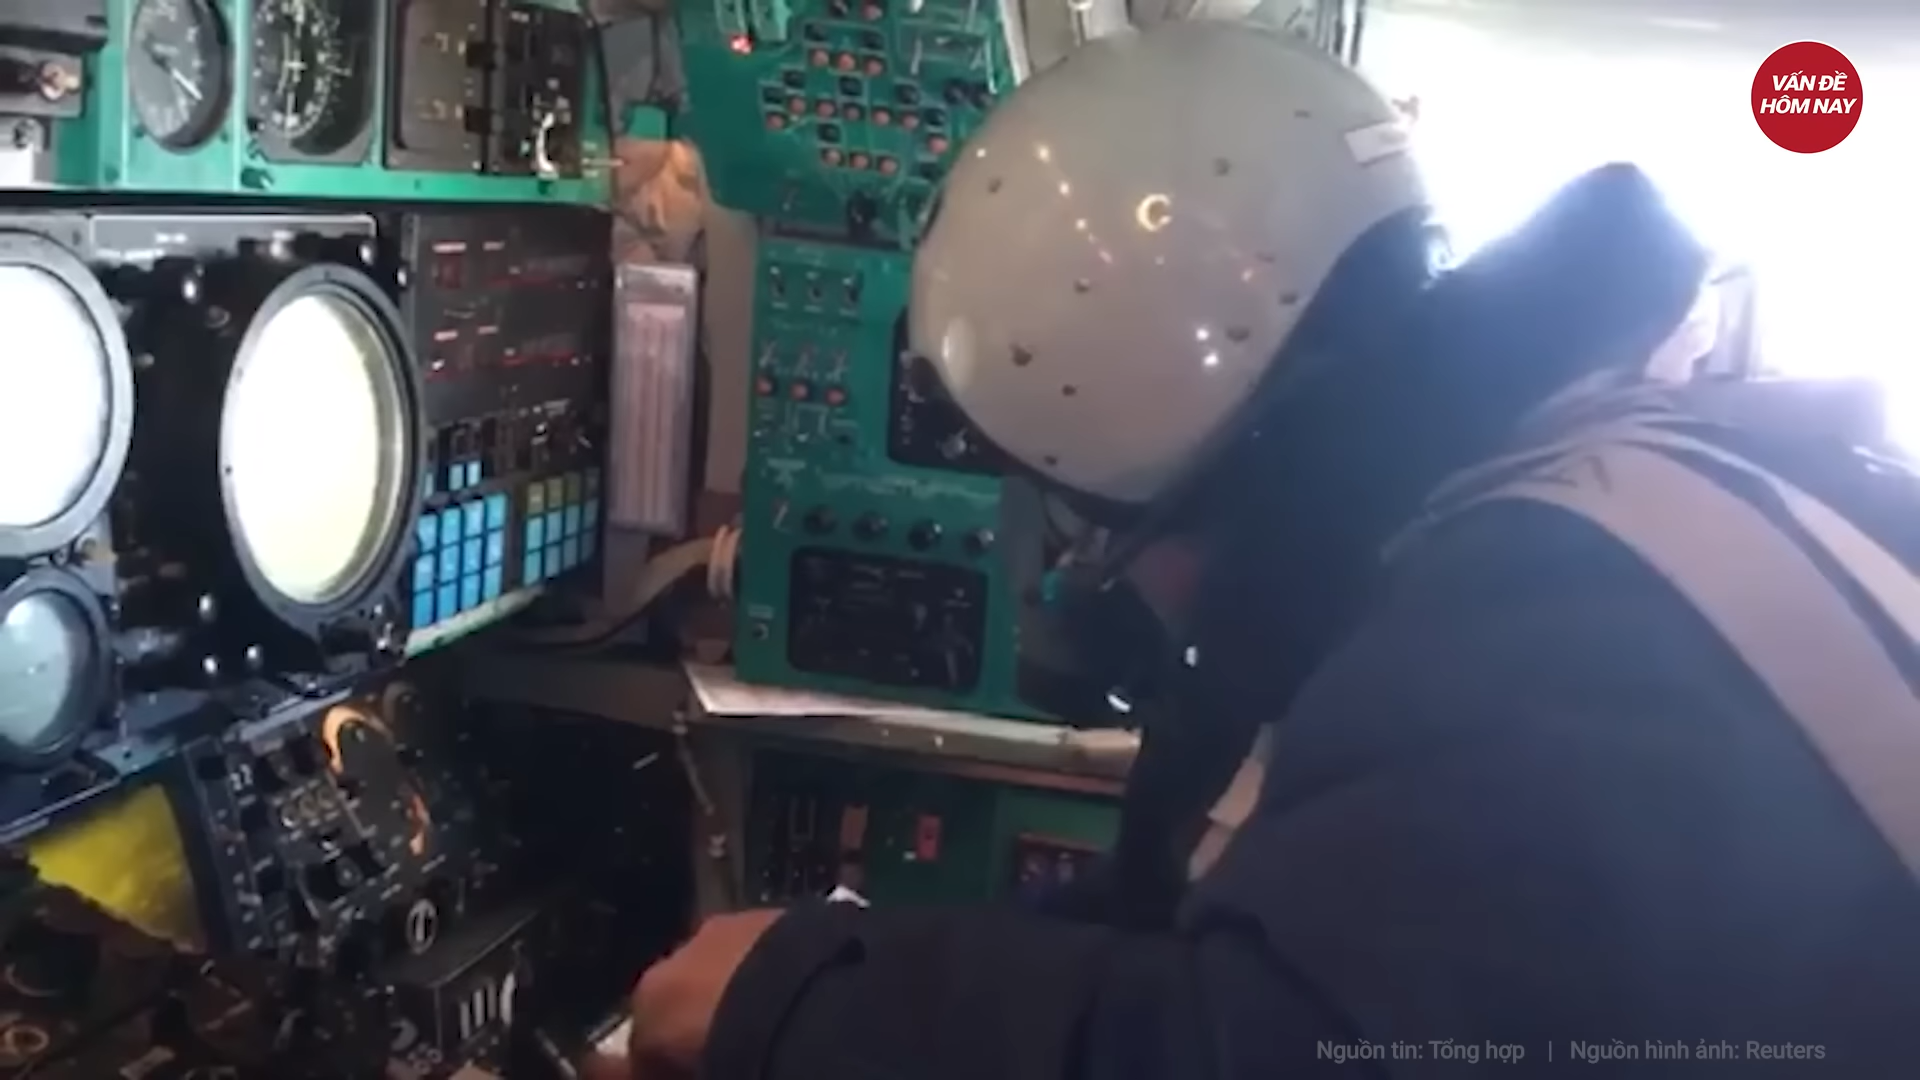 VẤN ĐỀ
HÔM NAY
Nguồn tin: Tổng hợp | Nguồn hình ảnh: Reuters